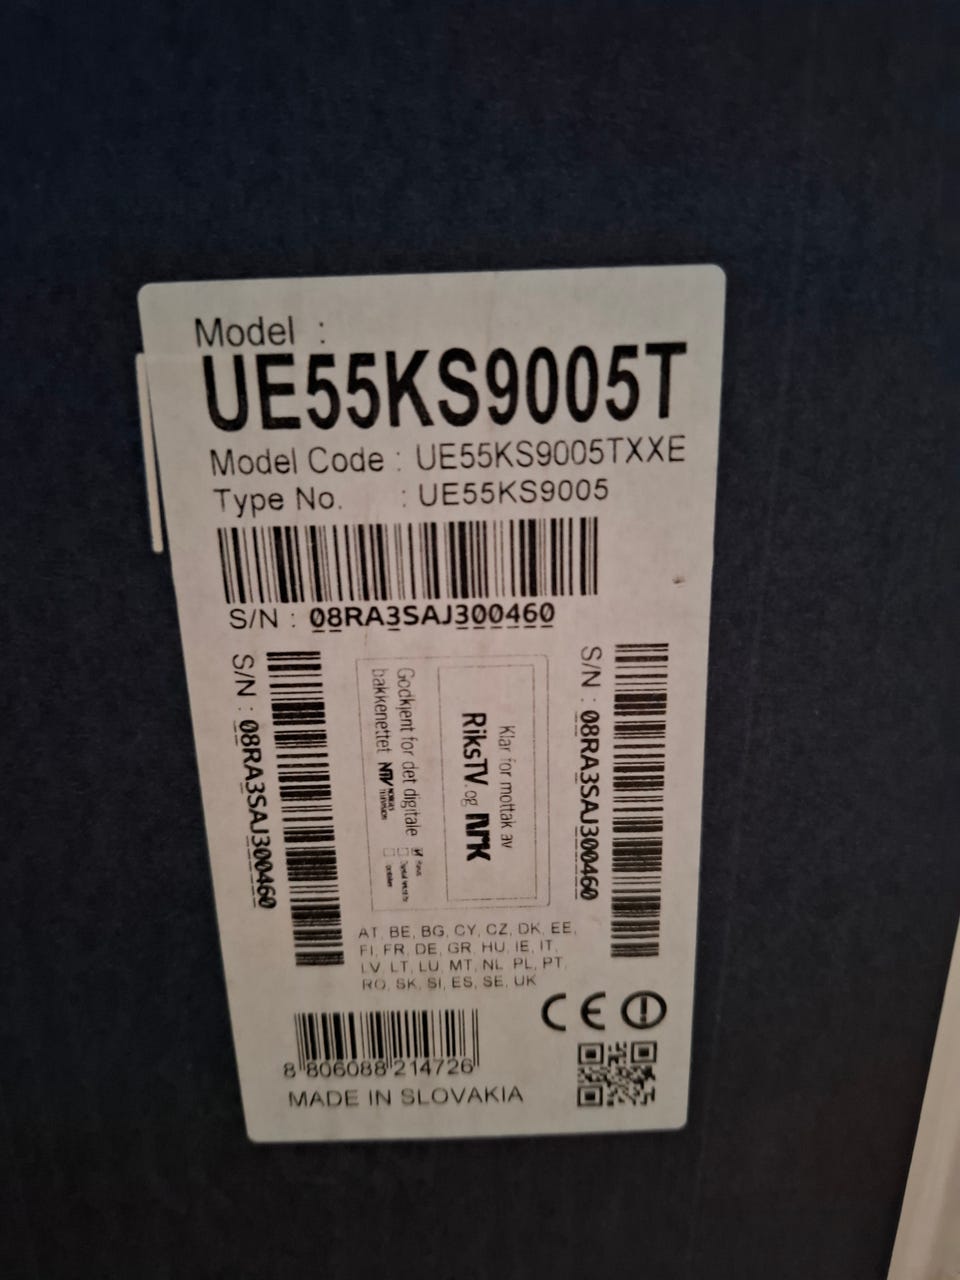 Model :
UE55KS9005T
Model Code : UE55KS9005TXXE
Type No. : UE55KS9005
S/N : 08RA3SAJ300460
S/N : 08RA3SAJ300460
Godkjent for det digitale
bakkenettet NTV NORGES TELEVISJON
Klar for mottak av
RiksTV og NRK
S/N : 08RA3SAJ300460
AT, BE, BG, CY, CZ, DK, EE,
FI, FR, DE, GR, HU, IE, IT,
LV, LT, LU, MT, NL, PL, PT,
RO, SK, SI, ES, SE, UK
CE
8 806088 214726
MADE IN SLOVAKIA